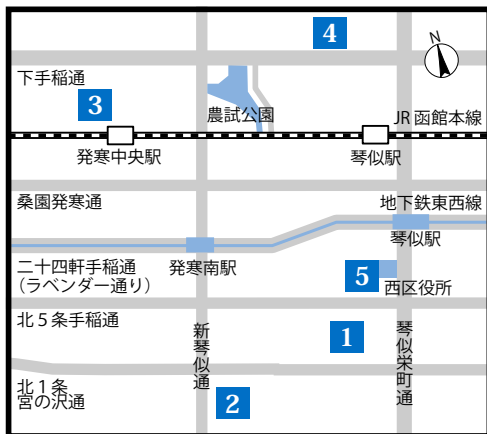 4
N
下手稲通
3
農試公園
JR 函館本線
発寒中央駅
琴似駅
桑園発寒通
地下鉄東西線
琴似駅
発寒南駅
二十四軒手稲通
(ラベンダー通り)
5
西区役所
北5条手稲通
新琴似通
1
琴似栄町通
北1条
宮の沢通
2